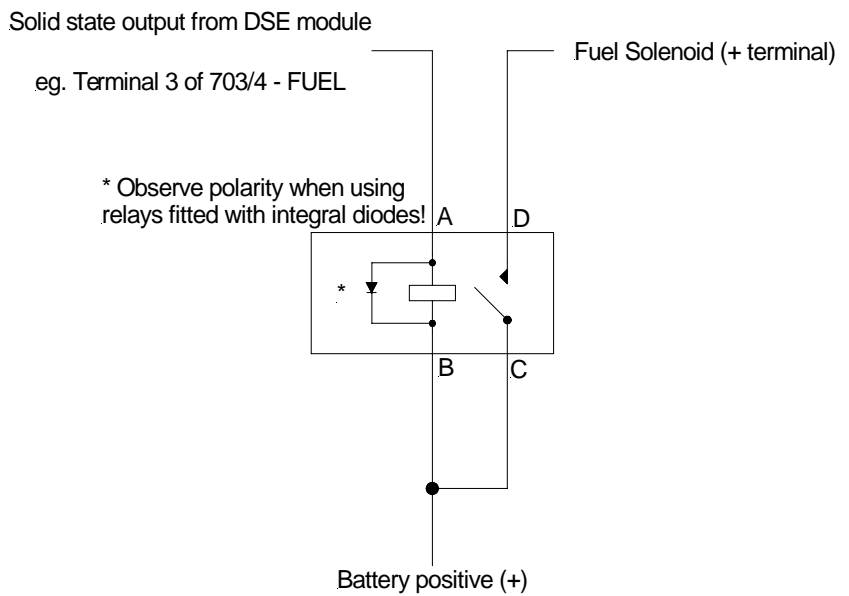 Solid state output from DSE module
Fuel Solenoid (+ terminal)
eg. Terminal 3 of 703/4 - FUEL
* Observe polarity when using
relays fitted with integral diodes!
A
D
*
B
C
Battery positive (+)